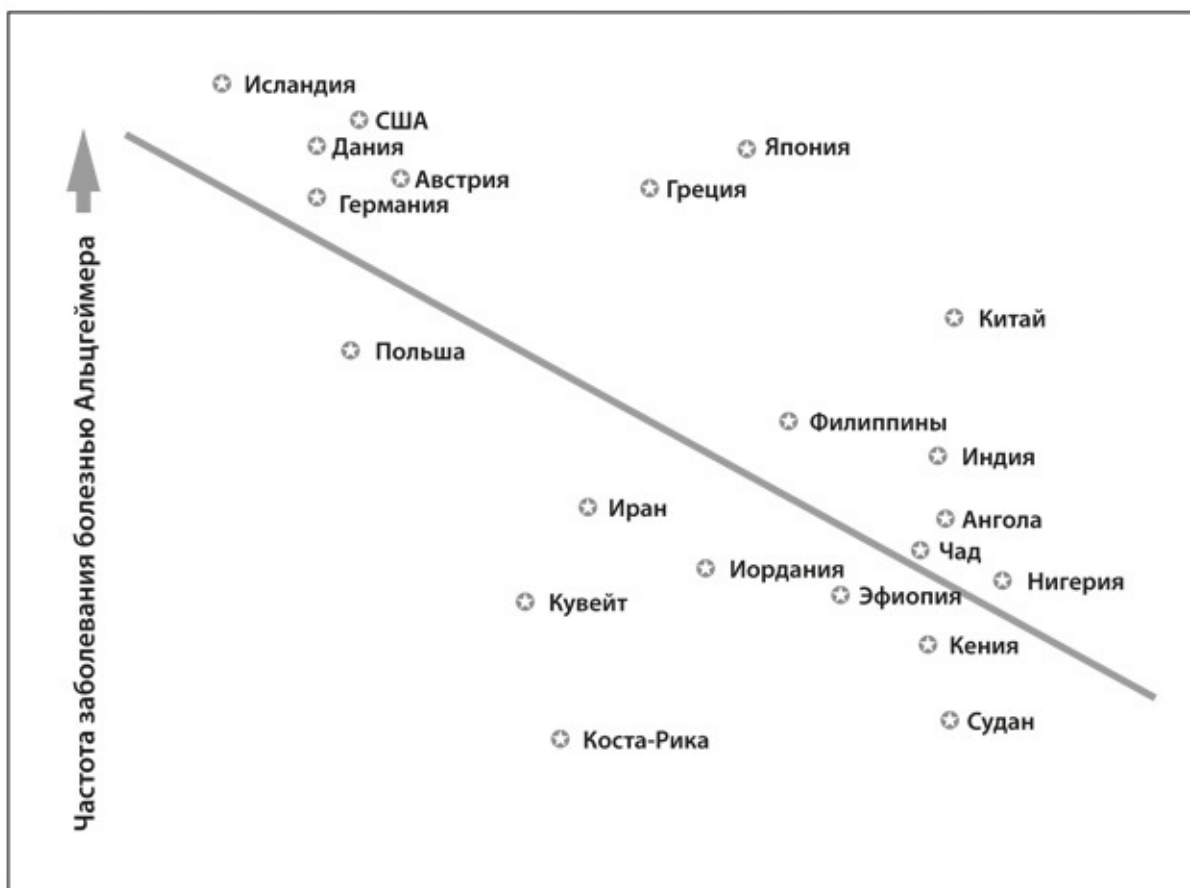 Исландия
США
Дания
Япония
Австрия
Греция
Германия
Китай
Польша
Филиппины
Индия
Иран
Ангола
Чад
Иордания
Нигерия
Кувейт
Эфиопия
Кения
Судан
Коста-Рика
Частота заболевания болезнью Альцгеймера